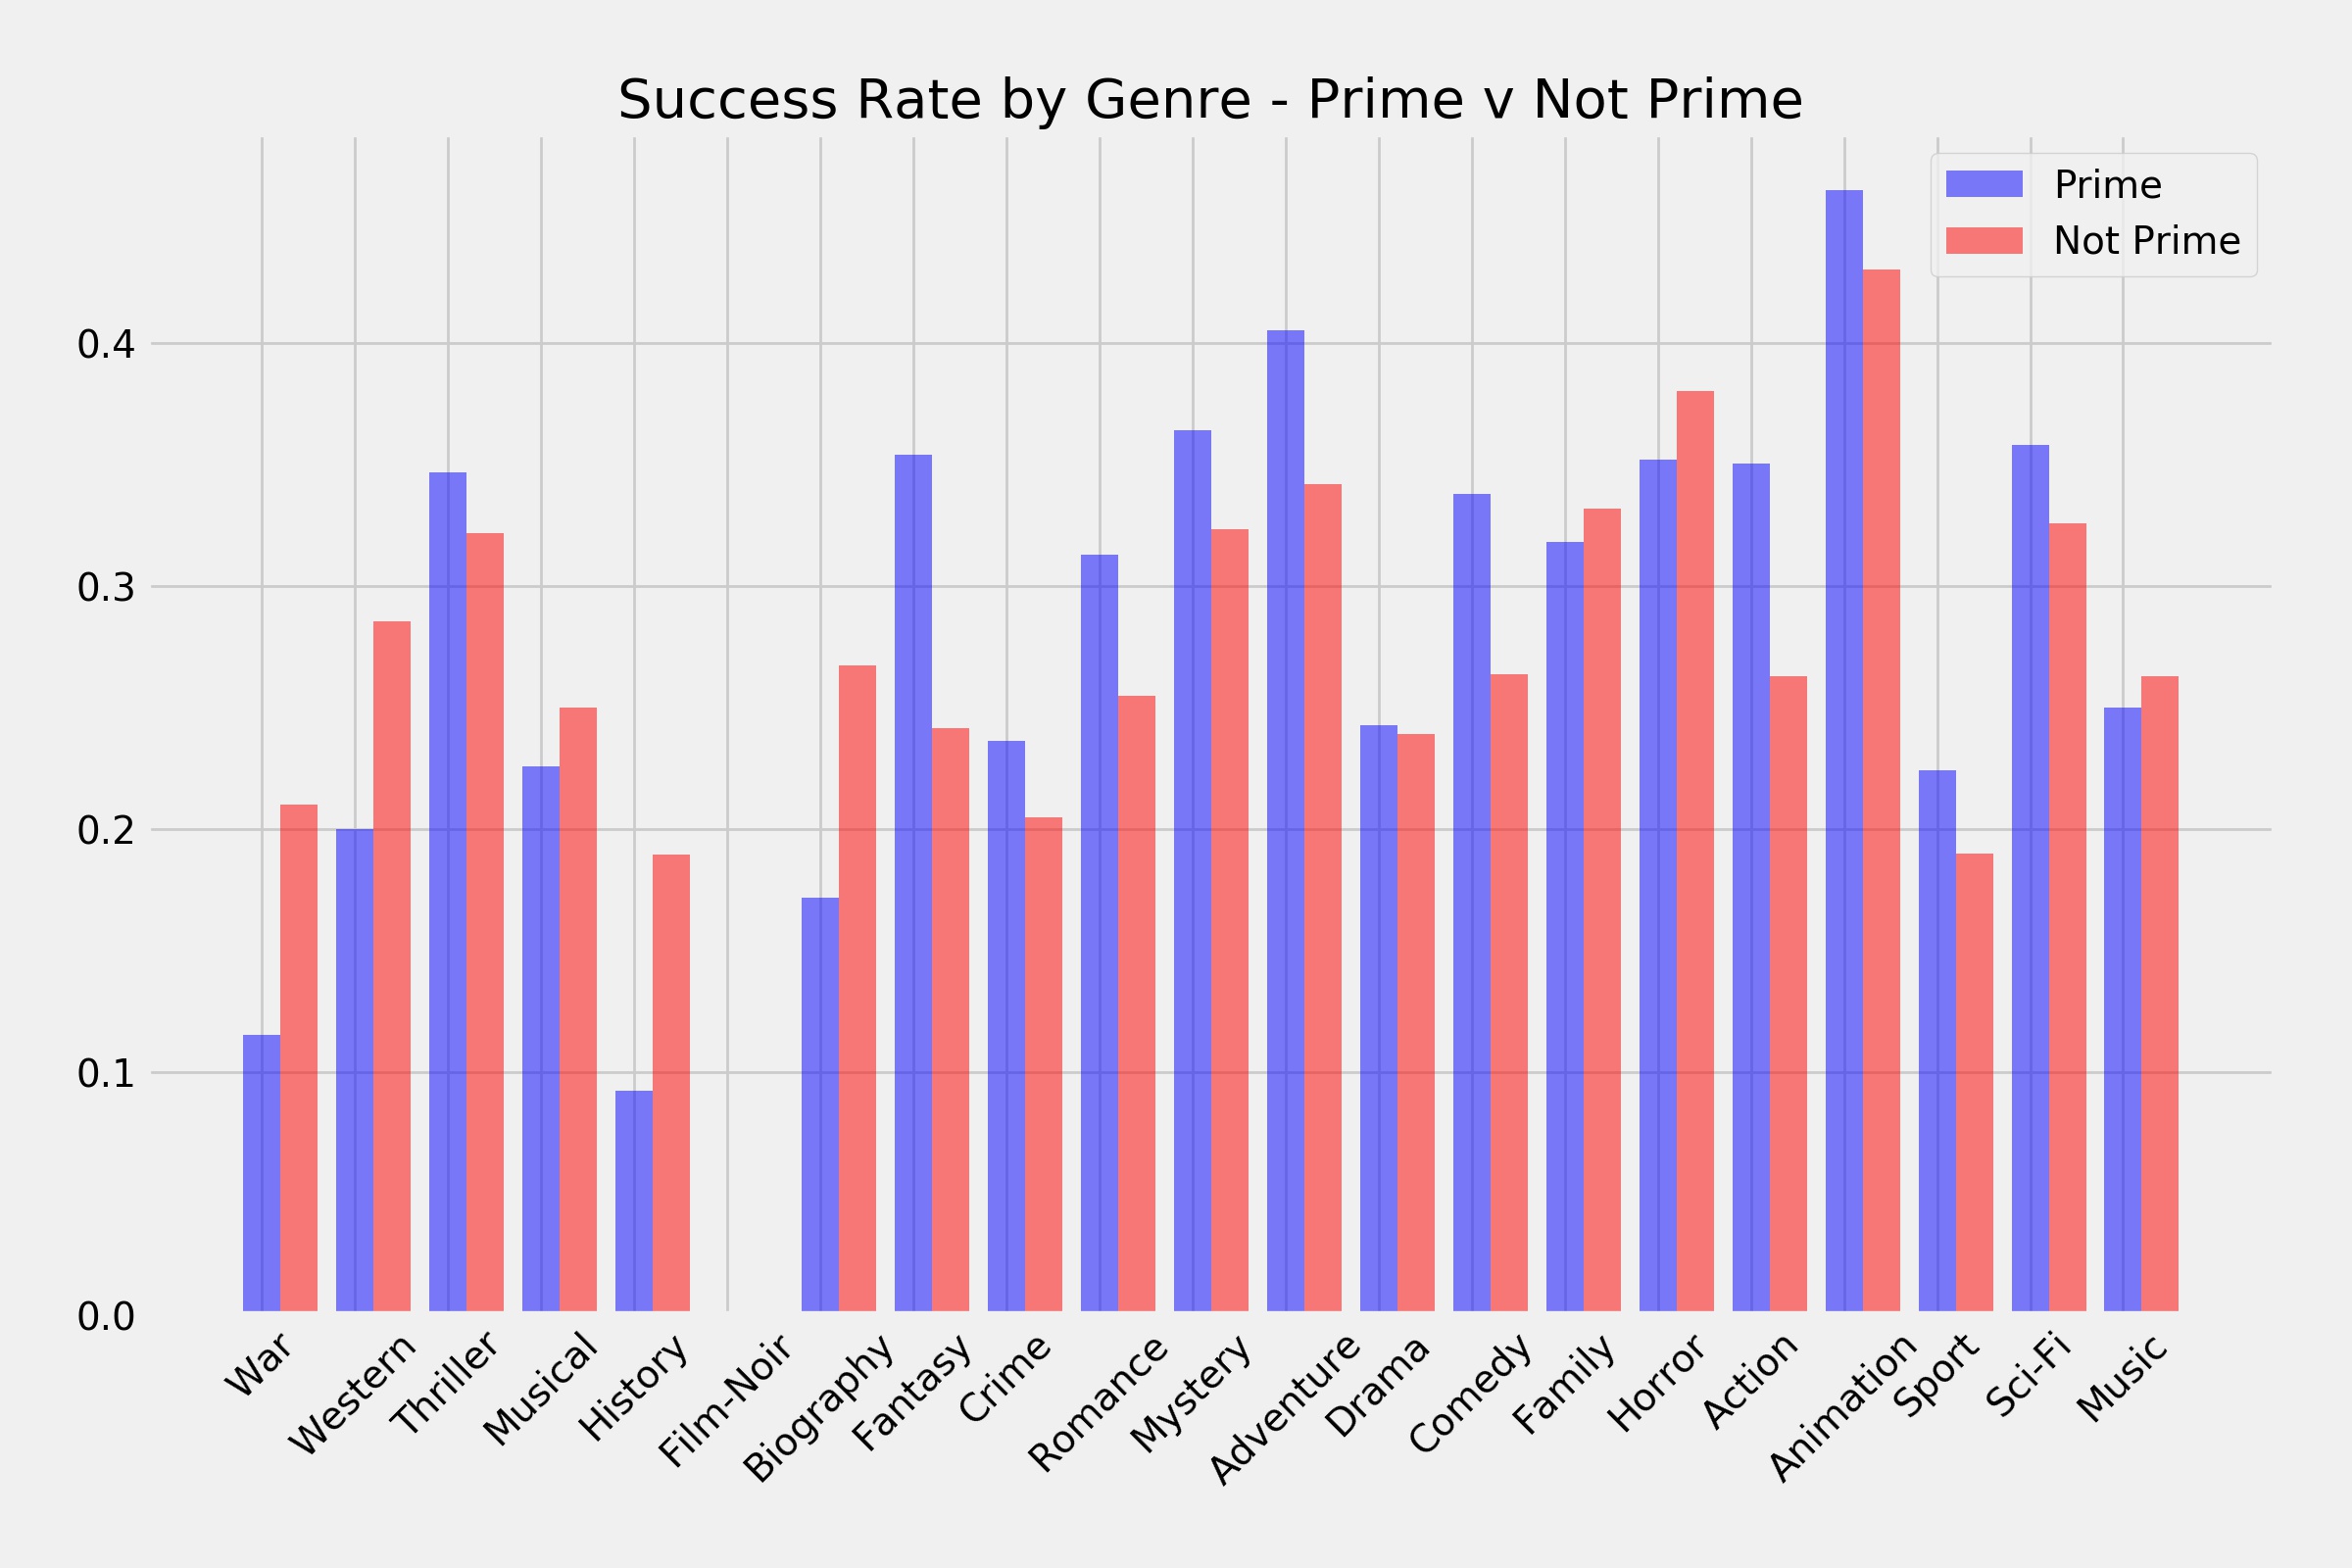 Success Rate by Genre - Prime v Not Prime
Prime
Not Prime
0.4
0.3
0.2
0.1
0.0
War
Western
Thriller
Musical
History
Film-Noir
Biography
Fantasy
Crime
Romance
Mystery
Adventure
Drama
Comedy
Family
Horror
Action
Animation
Sport
Sci-Fi
Music